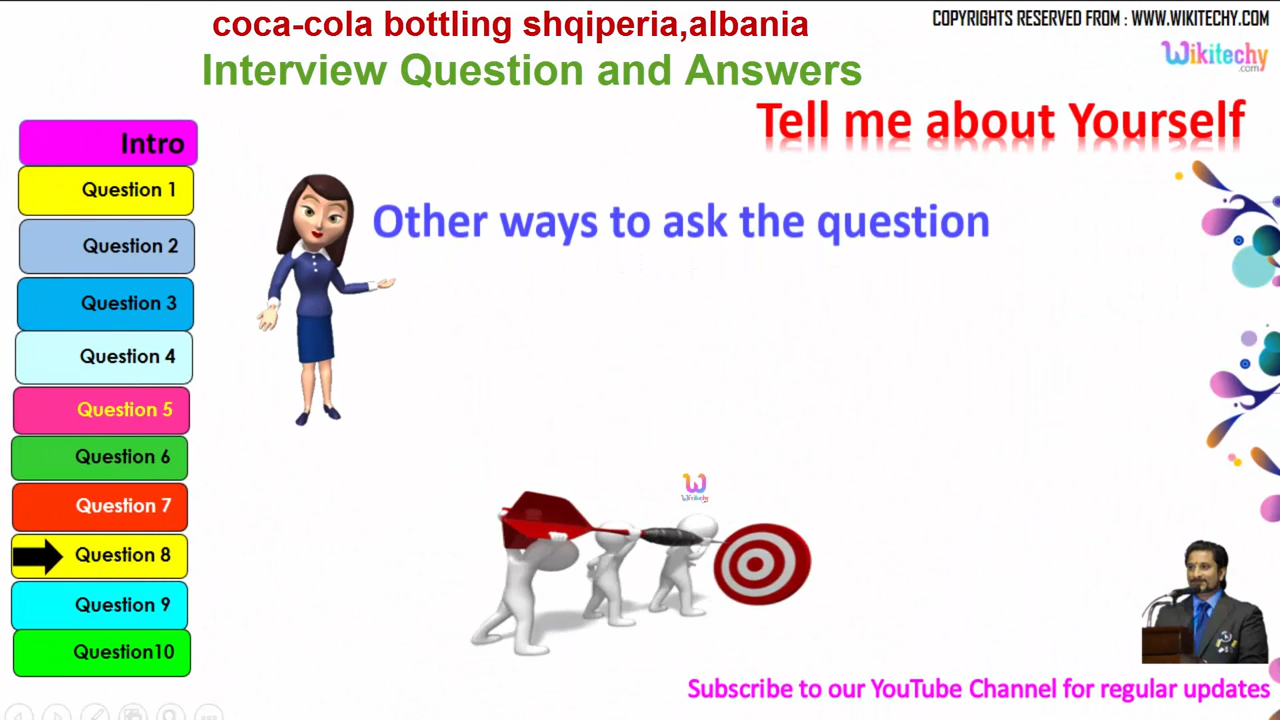 coca-cola bottling shqiperia,albania
COPYRIGHTS RESERVED FROM : WWW.WIKITECHY.COM
Interview Question and Answers
Wikitechy
.com
Tell me about Yourself
Intro
Question 1
Other ways to ask the question
Question 2
Question 3
Question 4
Question 5
Question 6
Question 7
Wikitechy
Question 8
Question 9
Question10
Subscribe to our YouTube Channel for regular updates